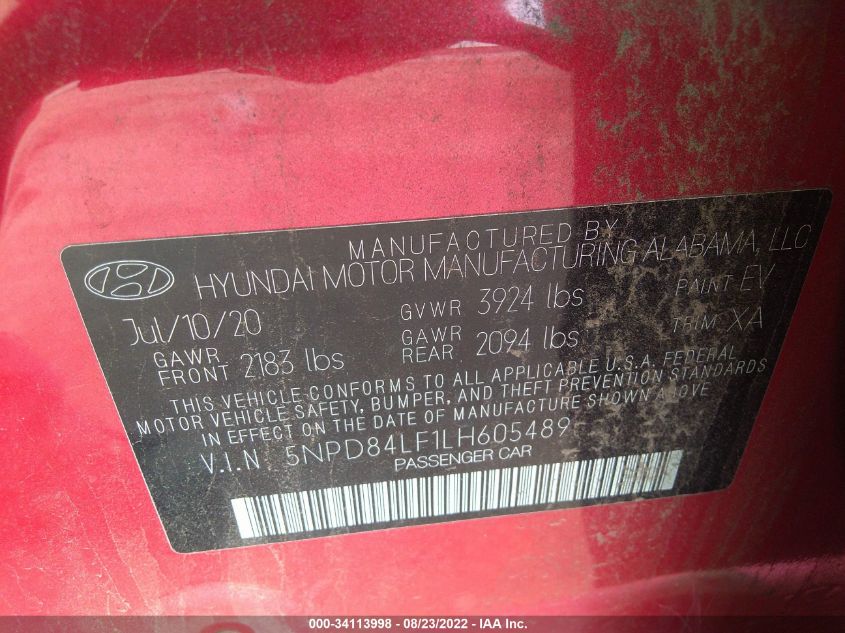 MANUFACTURED BY
HYUNDAI MOTOR MANUFACTURING ALABAMA, LLC
Jul/10/20 GVWR 3924 lbs PAINT EV
GAWR FRONT 2183 lbs GAWR REAR 2094 lbs TRIM XA
THIS VEHICLE CONFORMS TO ALL APPLICABLE U.S.A. FEDERAL
MOTOR VEHICLE SAFETY, BUMPER, AND THEFT PREVENTION STANDARDS
IN EFFECT ON THE DATE OF MANUFACTURE SHOWN ABOVE
V.I.N 5NPD84LF1LH605489
PASSENGER CAR
000-34113998 - 08/23/2022 - IAA Inc.